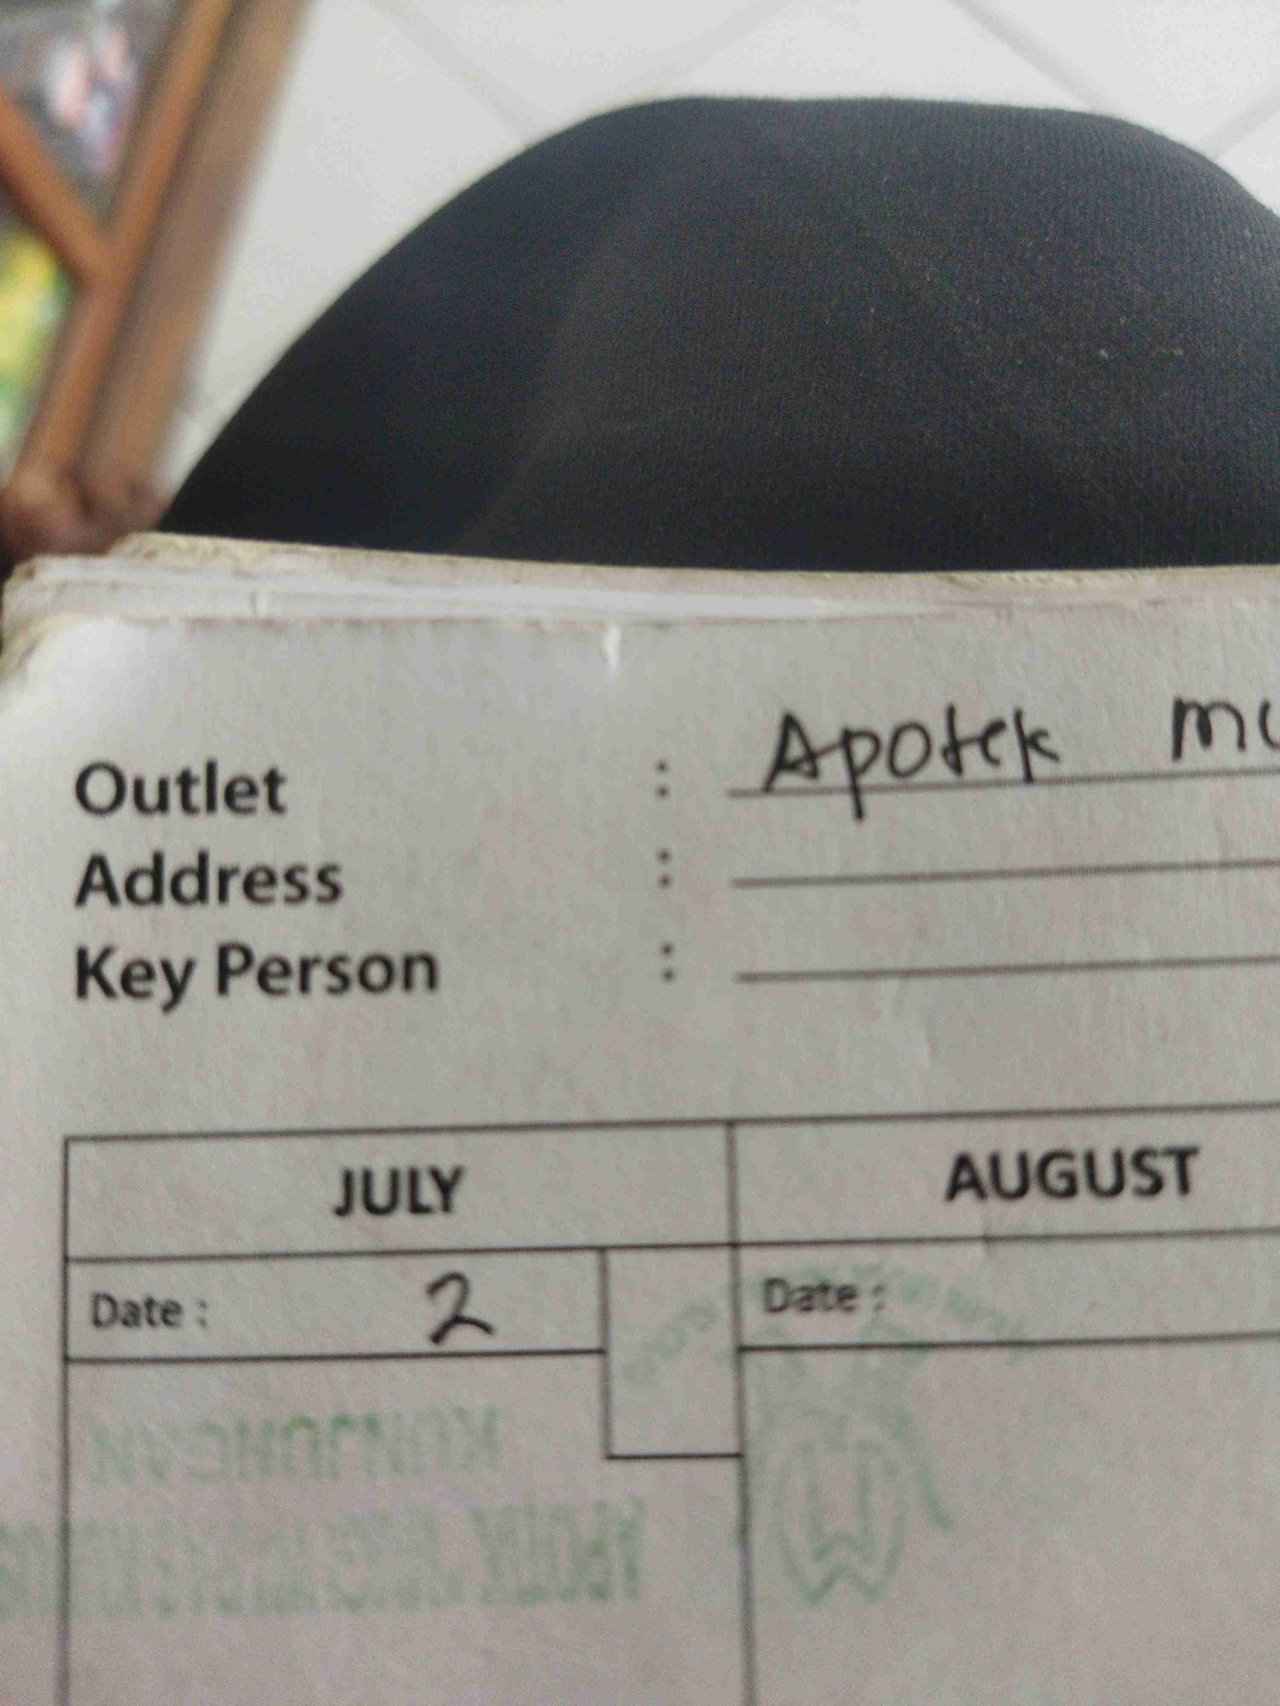 Outlet : Apotek
Address :
Key Person :
JULY AUGUST
Date : 2 Date :